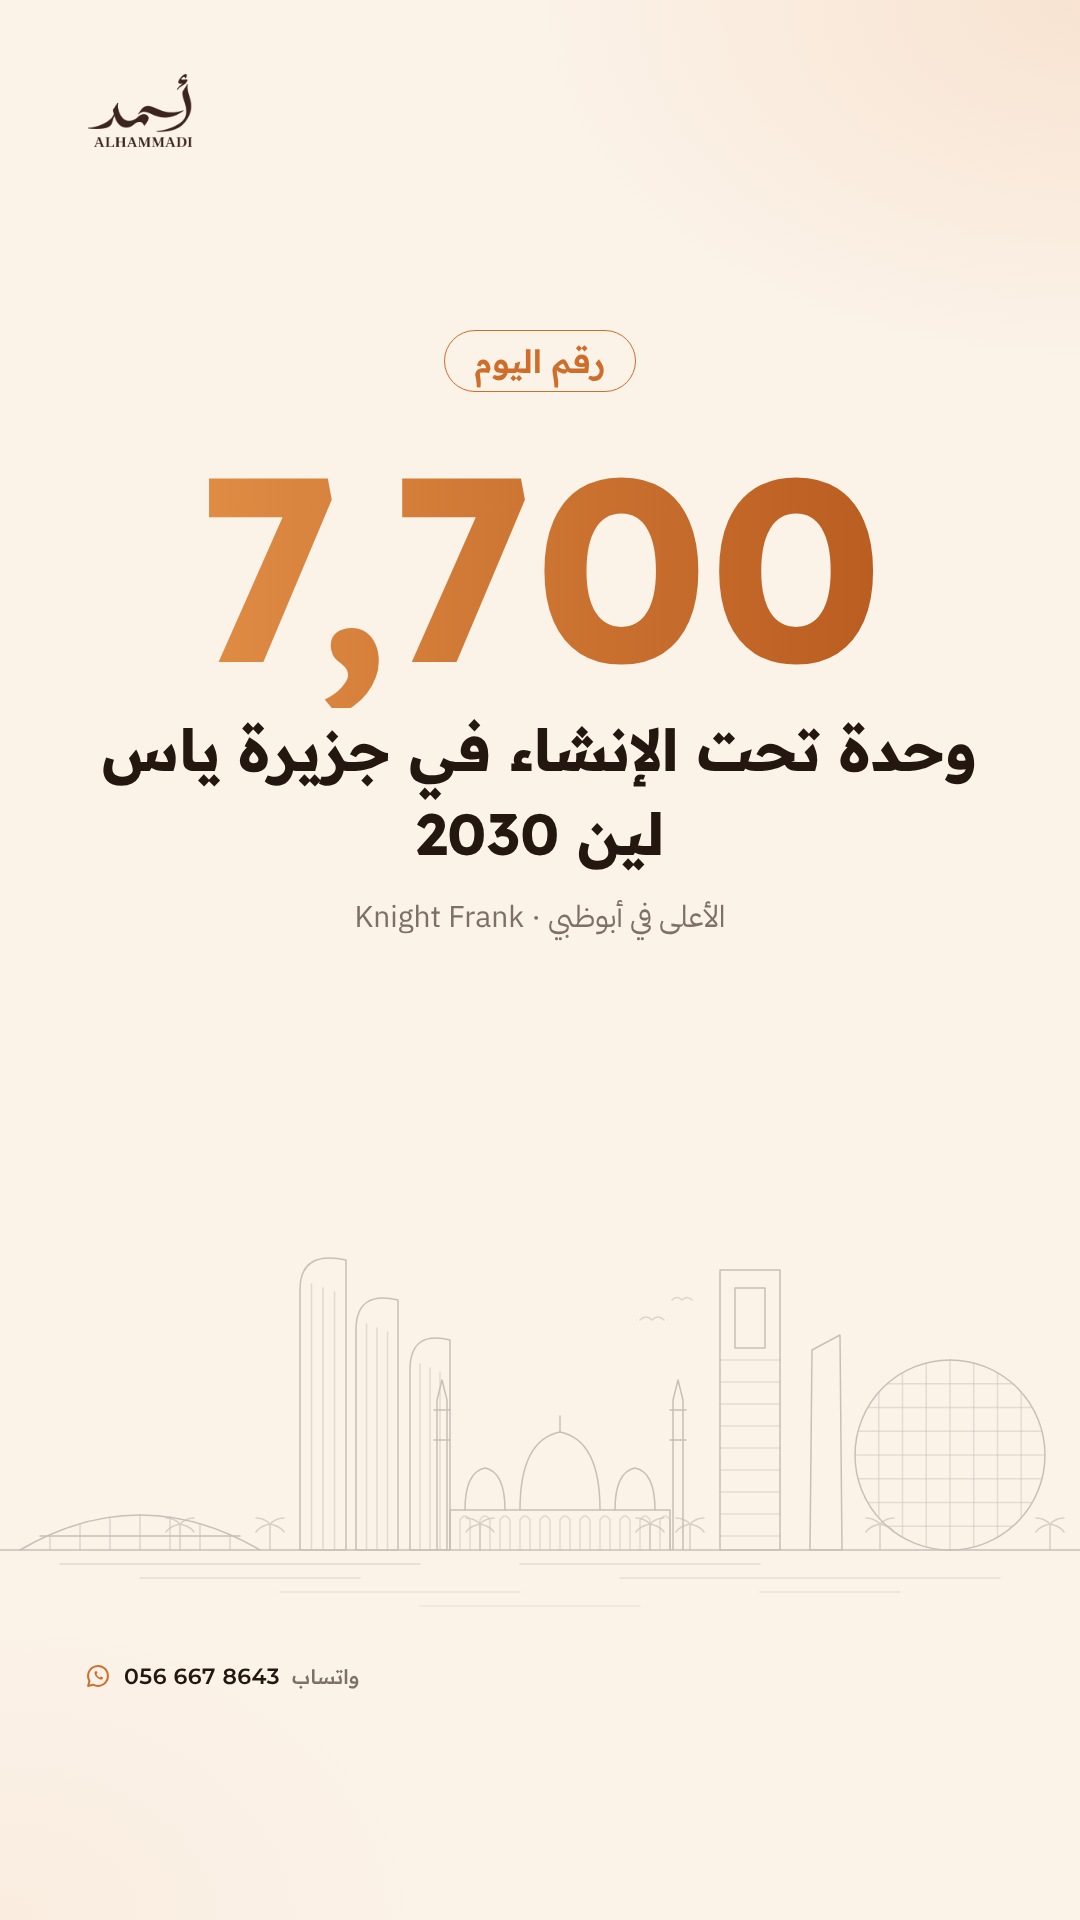 أحمد
ALHAMMADI
رقم اليوم
7,700
وحدة تحت الإنشاء في جزيرة ياس
لين 2030
الأعلى في أبوظبي · Knight Frank
056 667 8643 واتساب